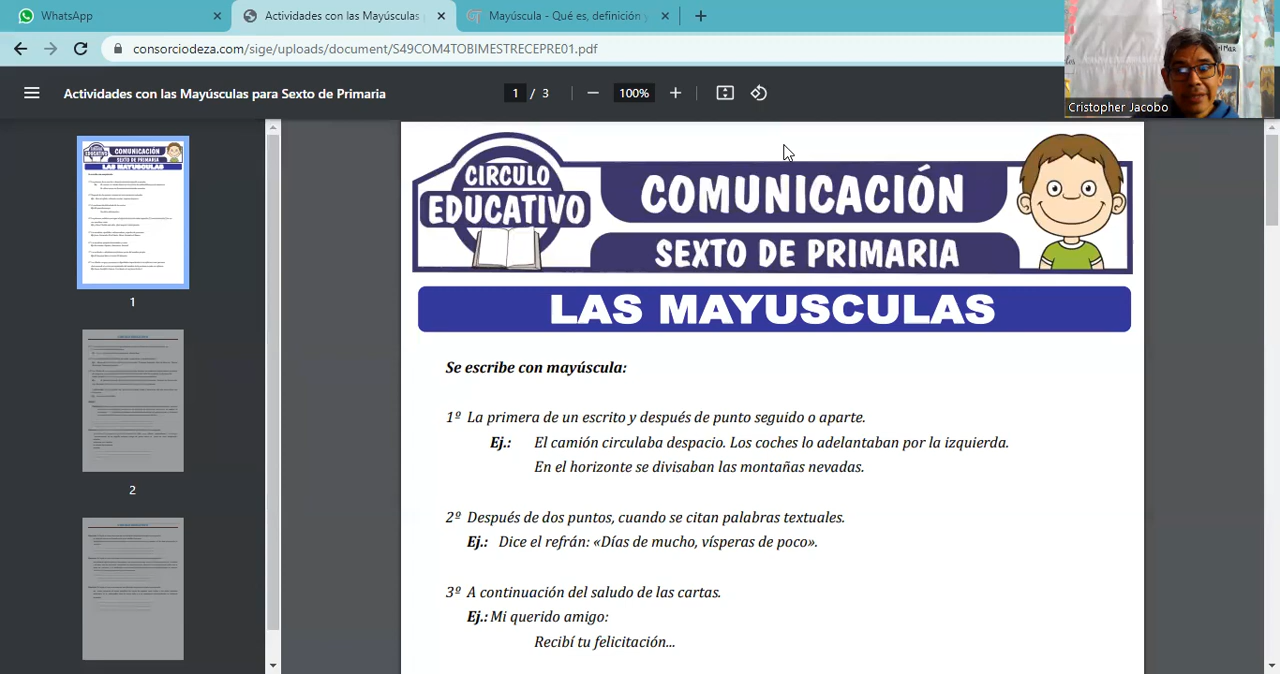 WhatsApp
Actividades con las Mayúsculas
Mayúscula - Qué es, definición y
consorciodeza.com/sige/uploads/document/S49COM4TOBIMESTRECEPRE01.pdf
Actividades con las Mayúsculas para Sexto de Primaria
1 / 3
100%
Cristopher Jacobo
CIRCULO
EDUCATIVO
COMUNICACIÓN
SEXTO DE PRIMARIA
LAS MAYUSCULAS
Se escribe con mayúscula:
1º La primera de un escrito y después de punto seguido o aparte.
Ej.: El camión circulaba despacio. Los coches lo adelantaban por la izquierda.
En el horizonte se divisaban las montañas nevadas.
2º Después de dos puntos, cuando se citan palabras textuales.
Ej.: Dice el refrán: «Días de mucho, vísperas de poco».
3º A continuación del saludo de las cartas.
Ej.: Mi querido amigo:
Recibí tu felicitación...
1
2